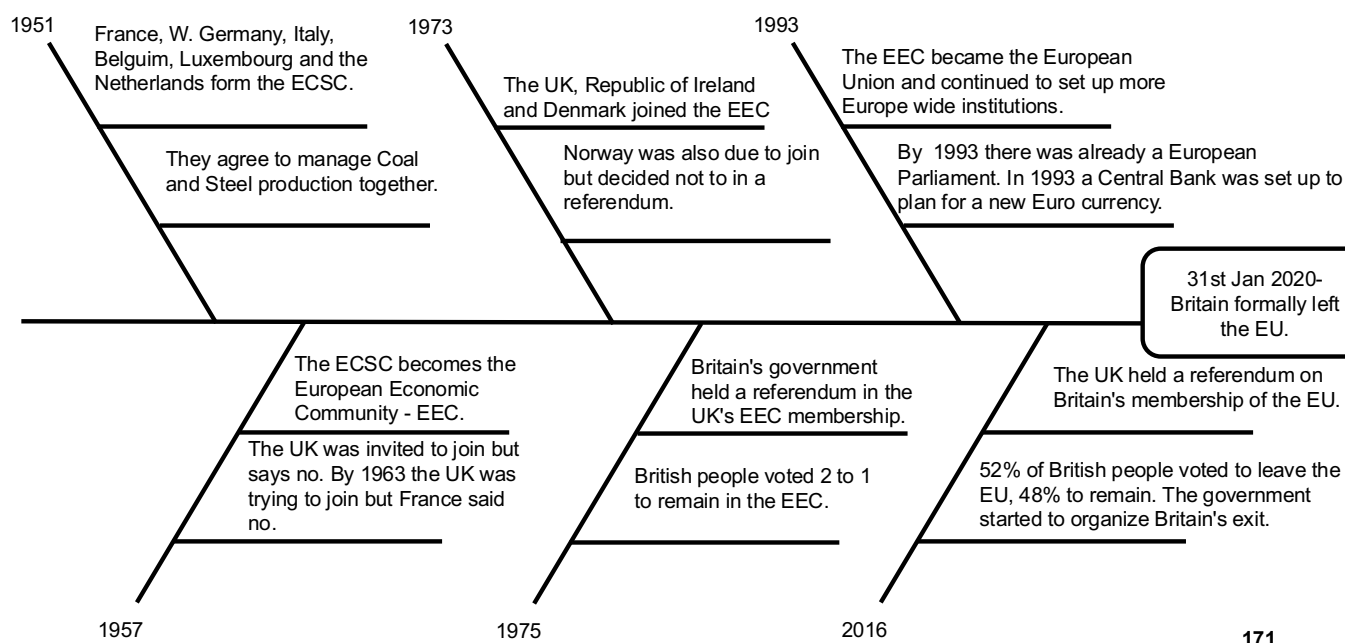 1951
France, W. Germany, Italy,
Belguim, Luxembourg and the
Netherlands form the ECSC.
They agree to manage Coal
and Steel production together.
1973
The UK, Republic of Ireland
and Denmark joined the EEC
Norway was also due to join
but decided not to in a
referendum.
1993
The EEC became the European
Union and continued to set up more
Europe wide institutions.
By 1993 there was already a European
Parliament. In 1993 a Central Bank was set up to
plan for a new Euro currency.
31st Jan 2020-
Britain formally left
the EU.
The ECSC becomes the
European Economic
Community - EEC.
The UK was invited to join but
says no. By 1963 the UK was
trying to join but France said
no.
1957
Britain's government
held a referendum in the
UK's EEC membership.
British people voted 2 to 1
to remain in the EEC.
1975
The UK held a referendum on
Britain's membership of the EU.
52% of British people voted to leave the
EU, 48% to remain. The government
started to organize Britain's exit.
2016
171